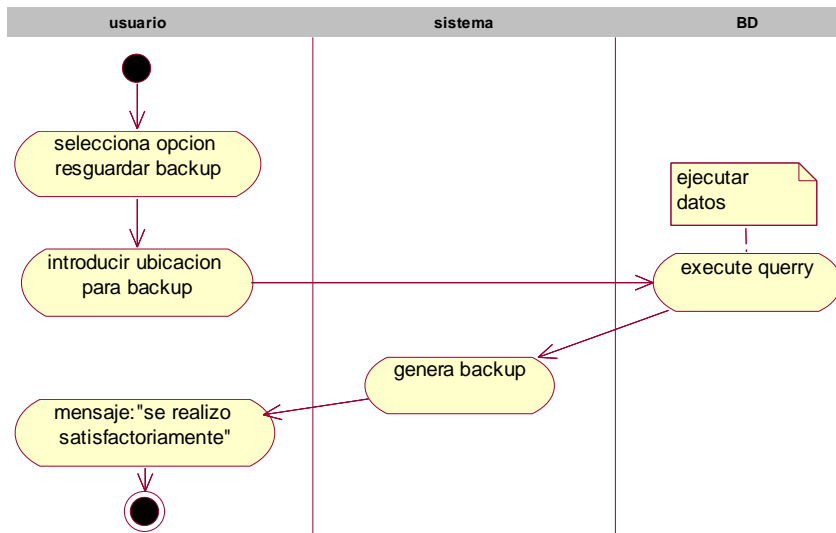 usuario
sistema
BD
selecciona opcion
resguardar backup
ejecutar
datos
introducir ubicacion
para backup
execute querry
genera backup
mensaje:"se realizo
satisfactoriamente"